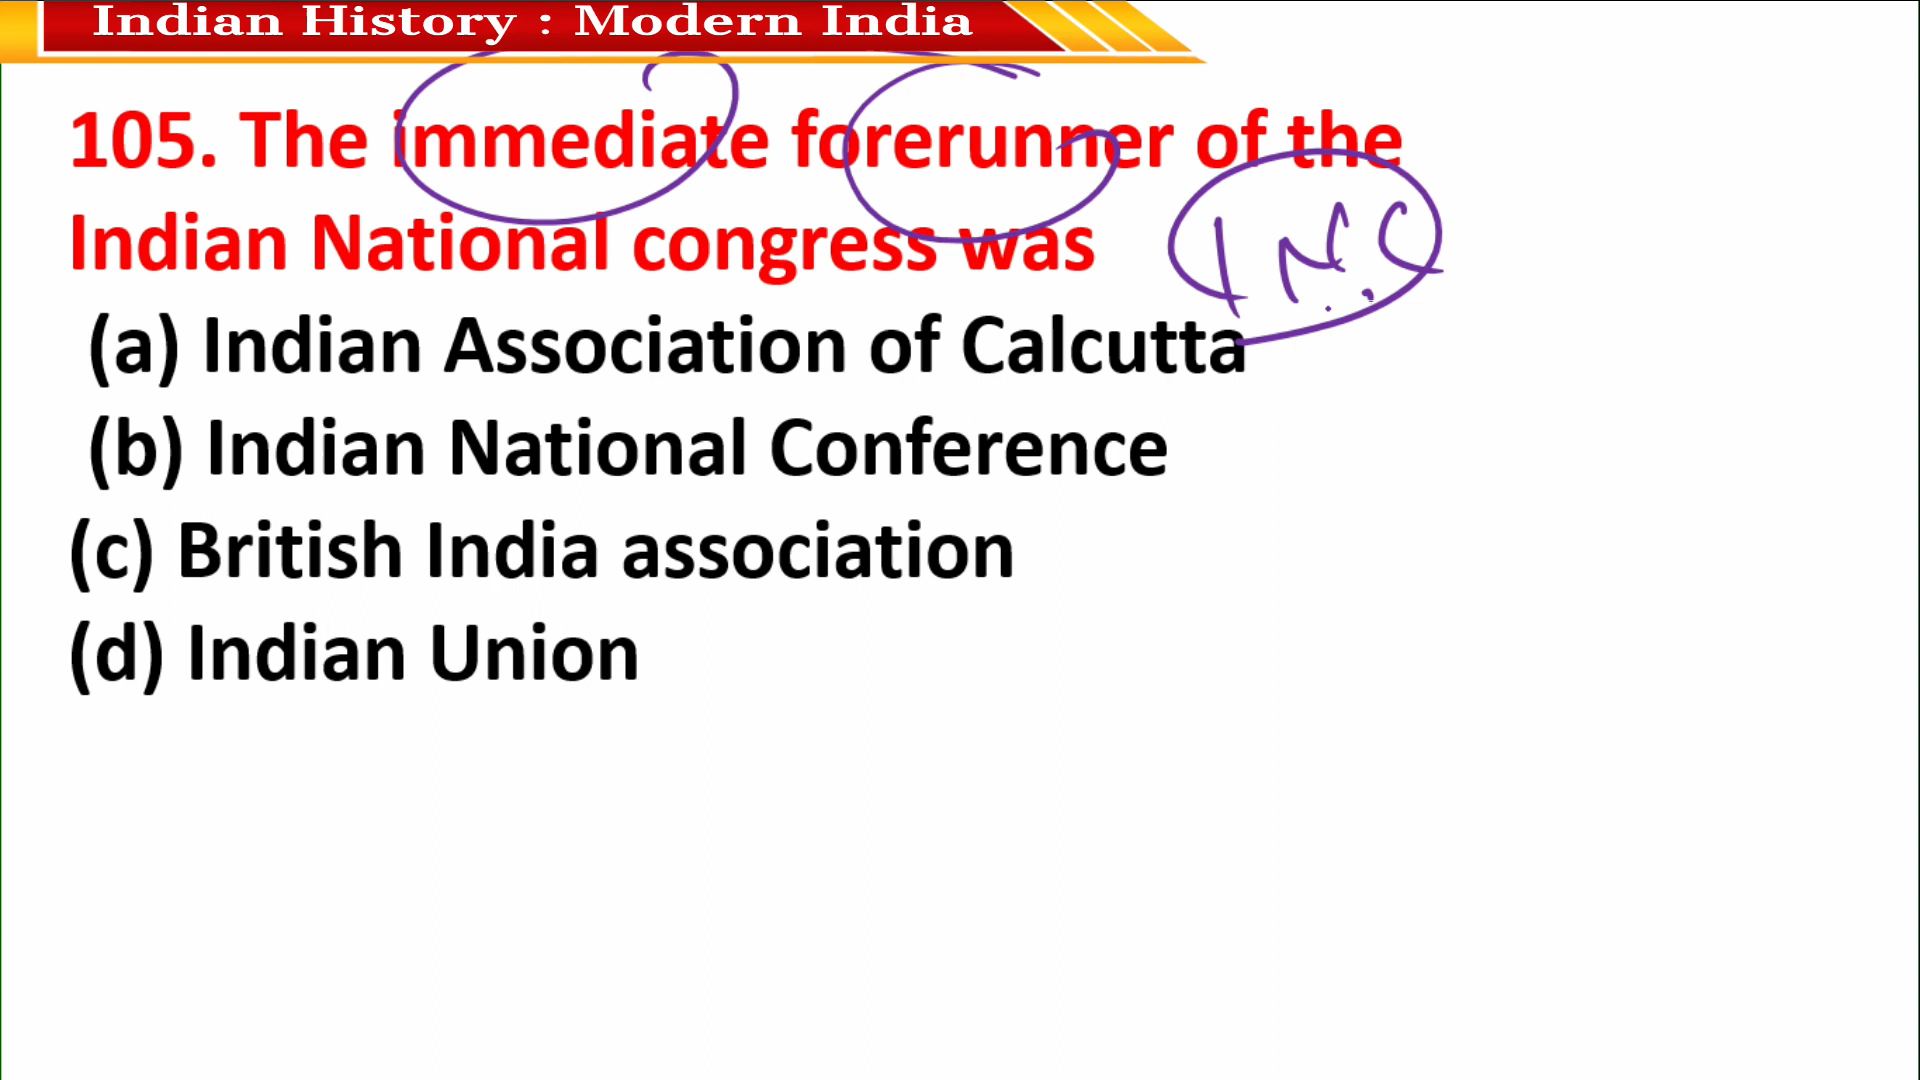 Indian History : Modern India
105. The immediate forerunner of the
Indian National congress was
I N. C
(a) Indian Association of Calcutta
(b) Indian National Conference
(c) British India association
(d) Indian Union